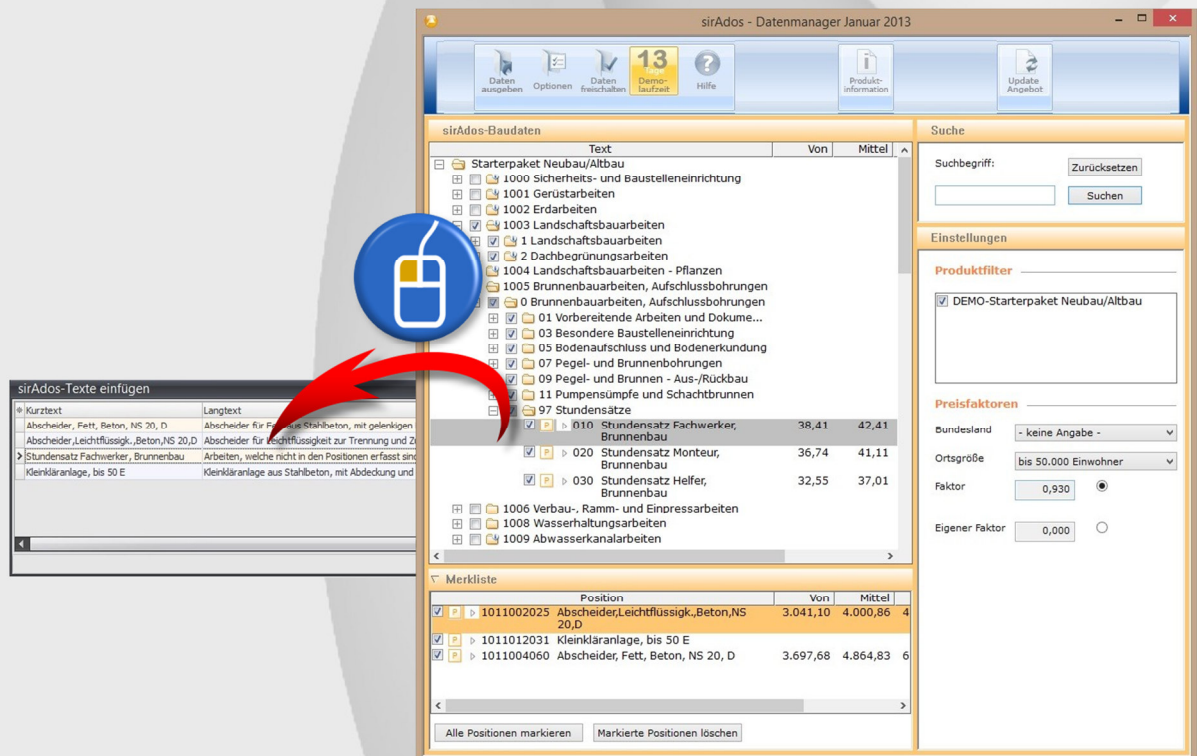 sirAdos - Datenmanager Januar 2013
Daten ausgeben
Optionen
Daten freischalten
13
Tage
Demo-laufzeit
Hilfe
Produkt-information
Update Angebot
sirAdos-Baudaten
Text Von Mittel
Starterpaket Neubau/Altbau
1000 Sicherheits- und Baustelleneinrichtung
1001 Gerüstarbeiten
1002 Erdarbeiten
1003 Landschaftsbauarbeiten
1 Landschaftsbauarbeiten
2 Dachbegrünungsarbeiten
1004 Landschaftsbauarbeiten - Pflanzen
1005 Brunnenbauarbeiten, Aufschlussbohrungen
0 Brunnenbauarbeiten, Aufschlussbohrungen
01 Vorbereitende Arbeiten und Dokume...
03 Besondere Baustelleneinrichtung
05 Bodenaufschluss und Bodenerkundung
07 Pegel- und Brunnenbohrungen
09 Pegel- und Brunnen - Aus-/Rückbau
11 Pumpensümpfe und Schachtbrunnen
97 Stundensätze
P 010 Stundensatz Fachwerker, 38,41 42,41
Brunnenbau
P 020 Stundensatz Monteur, 36,74 41,11
Brunnenbau
P 030 Stundensatz Helfer, 32,55 37,01
Brunnenbau
1006 Verbau-, Ramm- und Einpressarbeiten
1008 Wasserhaltungsarbeiten
1009 Abwasserkanalarbeiten
Merkliste
Position Von Mittel
P 1011002025 Abscheider,Leichtflüssigk.,Beton,NS 3.041,10 4.000,86 4
20,D
P 1011012031 Kleinkläranlage, bis 50 E
P 1011004060 Abscheider, Fett, Beton, NS 20, D 3.697,68 4.864,83 6
Alle Positionen markieren
Markierte Positionen löschen
Suche
Suchbegriff:
Zurücksetzen
Suchen
Einstellungen
Produktfilter
DEMO-Starterpaket Neubau/Altbau
Preisfaktoren
Bundesland - keine Angabe -
Ortsgröße bis 50.000 Einwohner
Faktor 0,930
Eigener Faktor 0,000
sirAdos-Texte einfügen
Kurztext Langtext
Abscheider, Fett, Beton, NS 20, D Abscheider für aus Stahlbeton, mit gelenkigen
Abscheider,Leichtflüssigk.,Beton,NS 20,D Abscheider für Leichtflüssigkeit zur Trennung und
Stundensatz Fachwerker, Brunnenbau Arbeiten, welche nicht in den Positionen erfasst sind
Kleinkläranlage, bis 50 E Kleinkläranlage aus Stahlbeton, mit Abdeckung und